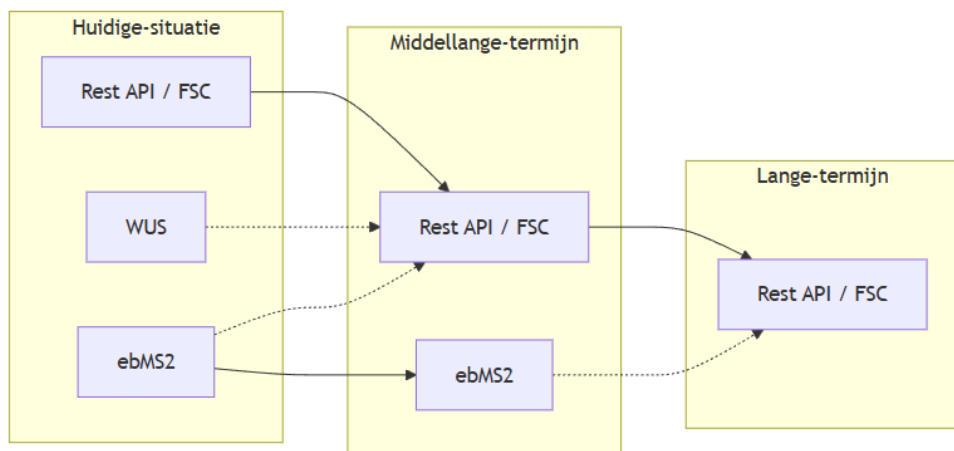 Huidige-situatie
Rest API / FSC
WUS
ebMS2
Middellange-termijn
Rest API / FSC
ebMS2
Lange-termijn
Rest API / FSC